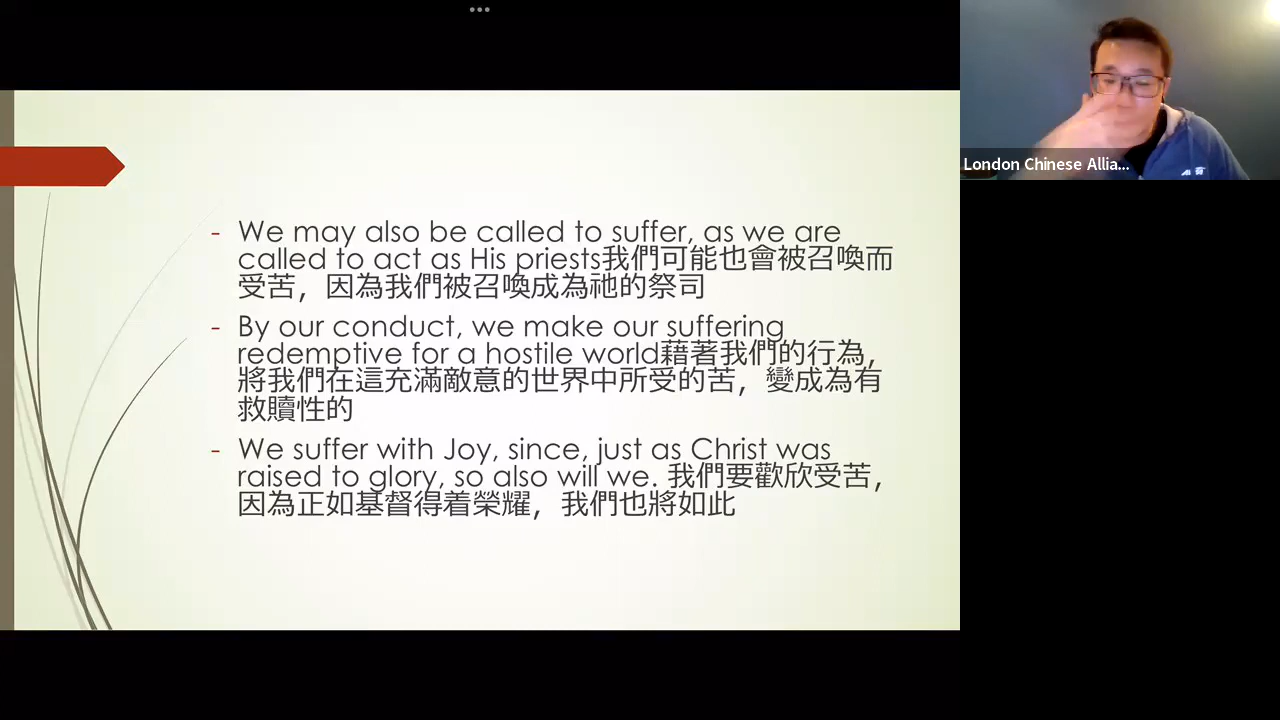 - We may also be called to suffer, as we are
called to act as His priests我們可能也會被召喚而
受苦，因為我們被召喚成為祂的祭司
- By our conduct, we make our suffering
redemptive for a hostile world藉著我們的行為，
將我們在這充滿敵意的世界中所受的苦，變成為有
救贖性的
- We suffer with Joy, since, just as Christ was
raised to glory, so also will we. 我們要歡欣受苦，
因為正如基督得着榮耀，我們也將如此
London Chinese Allia...